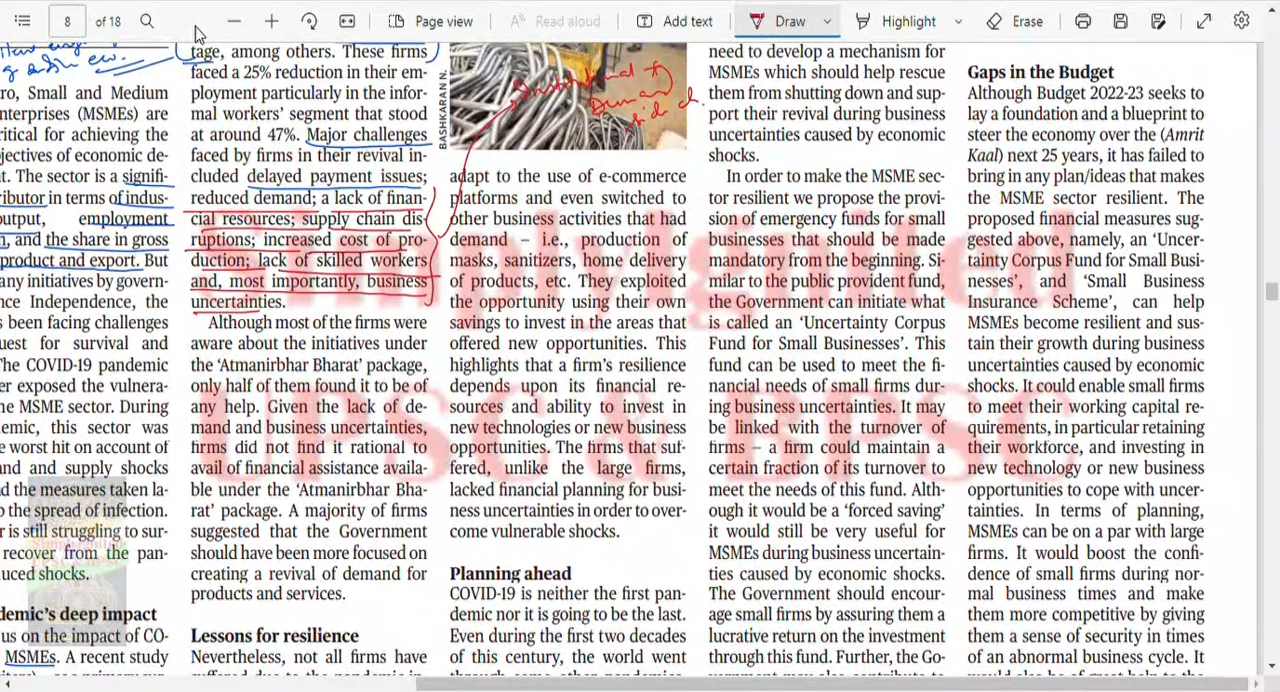 8 of 18 Page view Read aloud Add text Draw Highlight Erase
ro, Small and Medium
nterprises (MSMEs) are
ritical for achieving the
jectives of economic de-
t. The sector is a signifi-
ributor in terms of indus-
utput, employment
n, and the share in gross
product and export. But
any initiatives by govern-
nce Independence, the
s been facing challenges
uest for survival and
he COVID-19 pandemic
er exposed the vulnera-
ne MSME sector. During
emic, this sector was
e worst hit on account of
and and supply shocks
d the measures taken la-
o the spread of infection.
r is still struggling to sur-
recover from the pan-
uced shocks.
demic's deep impact
us on the impact of CO-
MSMEs. A recent study
tage, among others. These firms
faced a 25% reduction in their em-
ployment particularly in the infor-
mal workers' segment that stood
at around 47%. Major challenges
faced by firms in their revival in-
cluded delayed payment issues;
reduced demand; a lack of finan-
cial resources; supply chain dis-
ruptions; increased cost of pro-
duction; lack of skilled workers
and, most importantly, business
uncertainties.
Although most of the firms were
aware about the initiatives under
the 'Atmanirbhar Bharat' package,
only half of them found it to be of
any help. Given the lack of de-
mand and business uncertainties,
firms did not find it rational to
avail of financial assistance availa-
ble under the 'Atmanirbhar Bha-
rat' package. A majority of firms
suggested that the Government
should have been more focused on
creating a revival of demand for
products and services.
Lessons for resilience
Nevertheless, not all firms have
BASHKARAN N.
Institutional &
Demand
side ch.
adapt to the use of e-commerce
platforms and even switched to
other business activities that had
demand – i.e., production of
masks, sanitizers, home delivery
of products, etc. They exploited
the opportunity using their own
savings to invest in the areas that
offered new opportunities. This
highlights that a firm's resilience
depends upon its financial re-
sources and ability to invest in
new technologies or new business
opportunities. The firms that suf-
fered, unlike the large firms,
lacked financial planning for busi-
ness uncertainties in order to over-
come vulnerable shocks.
Planning ahead
COVID-19 is neither the first pan-
demic nor it is going to be the last.
Even during the first two decades
of this century, the world went
need to develop a mechanism for
MSMEs which should help rescue
them from shutting down and sup-
port their revival during business
uncertainties caused by economic
shocks.
In order to make the MSME sec-
tor resilient we propose the provi-
sion of emergency funds for small
businesses that should be made
mandatory from the beginning. Si-
milar to the public provident fund,
the Government can initiate what
is called an 'Uncertainty Corpus
Fund for Small Businesses'. This
fund can be used to meet the fi-
nancial needs of small firms dur-
ing business uncertainties. It may
be linked with the turnover of
firms – a firm could maintain a
certain fraction of its turnover to
meet the needs of this fund. Alth-
ough it would be a 'forced saving'
it would still be very useful for
MSMEs during business uncertain-
ties caused by economic shocks.
The Government should encour-
age small firms by assuring them a
lucrative return on the investment
through this fund. Further, the Go-
Gaps in the Budget
Although Budget 2022-23 seeks to
lay a foundation and a blueprint to
steer the economy over the (Amrit
Kaal) next 25 years, it has failed to
bring in any plan/ideas that makes
the MSME sector resilient. The
proposed financial measures sug-
gested above, namely, an 'Uncer-
tainty Corpus Fund for Small Busi-
nesses', and 'Small Business
Insurance Scheme', can help
MSMEs become resilient and sus-
tain their growth during business
uncertainties caused by economic
shocks. It could enable small firms
to meet their working capital re-
quirements, in particular retaining
their workforce, and investing in
new technology or new business
opportunities to cope with uncer-
tainties. In terms of planning,
MSMEs can be on a par with large
firms. It would boost the confi-
dence of small firms during nor-
mal business times and make
them more competitive by giving
them a sense of security in times
of an abnormal business cycle. It
UPSC & BPSC